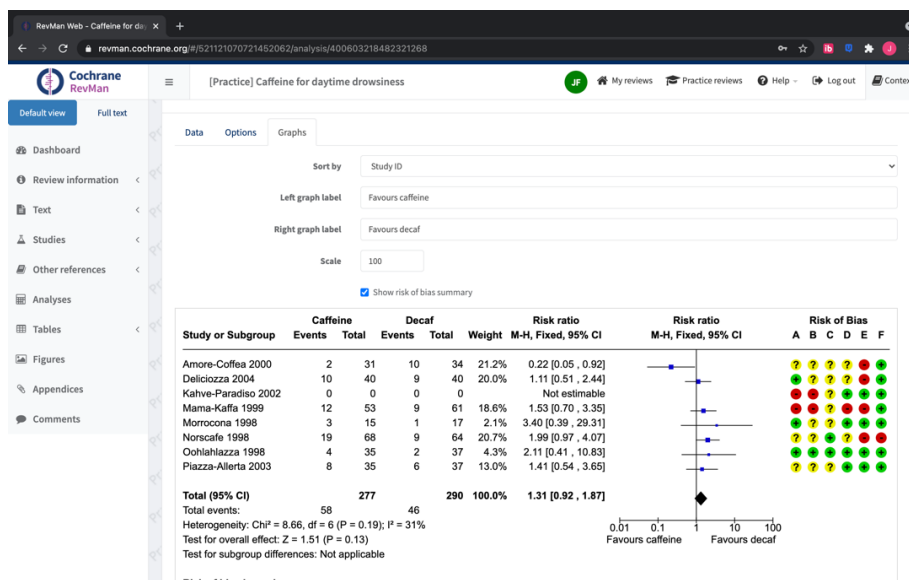 RevMan Web - Caffeine for day
revman.cochrane.org/#/521121070721452062/analysis/400603218482321268
Cochrane
RevMan
[Practice] Caffeine for daytime drowsiness
JF
My reviews
Practice reviews
Help
Log out
Contex
Default view
Full text
Dashboard
Review information
Text
Studies
Other references
Analyses
Tables
Figures
Appendices
Comments
Data Options Graphs
Sort by Study ID
Left graph label Favours caffeine
Right graph label Favours decaf
Scale 100
Show risk of bias summary
Caffeine Decaf Risk ratio Risk ratio Risk of Bias
Study or Subgroup Events Total Events Total Weight M-H, Fixed, 95% CI M-H, Fixed, 95% CI A B C D E F
Amore-Coffea 2000 2 31 10 34 21.2% 0.22 [0.05 , 0.92] ? ? ? ? - +
Deliciozza 2004 10 40 9 40 20.0% 1.11 [0.51 , 2.44] + ? ? ? - +
Kahve-Paradiso 2002 0 0 0 0 Not estimable - - ? + + +
Mama-Kaffa 1999 12 53 9 61 18.6% 1.53 [0.70 , 3.35] - - ? - - +
Morrocona 1998 3 15 1 17 2.1% 3.40 [0.39 , 29.31] + ? ? + + +
Norscafe 1998 19 68 9 64 20.7% 1.99 [0.97 , 4.07] ? ? + ? - -
Oohlahlazza 1998 4 35 2 37 4.3% 2.11 [0.41 , 10.83] + + + + + +
Piazza-Allerta 2003 8 35 6 37 13.0% 1.41 [0.54 , 3.65] ? ? ? + + +
Total (95% CI) 277 290 100.0% 1.31 [0.92 , 1.87]
Total events: 58 46
Heterogeneity: Chi² = 8.66, df = 6 (P = 0.19); I² = 31%
Test for overall effect: Z = 1.51 (P = 0.13)
Test for subgroup differences: Not applicable
0.01 0.1 1 10 100
Favours caffeine Favours decaf